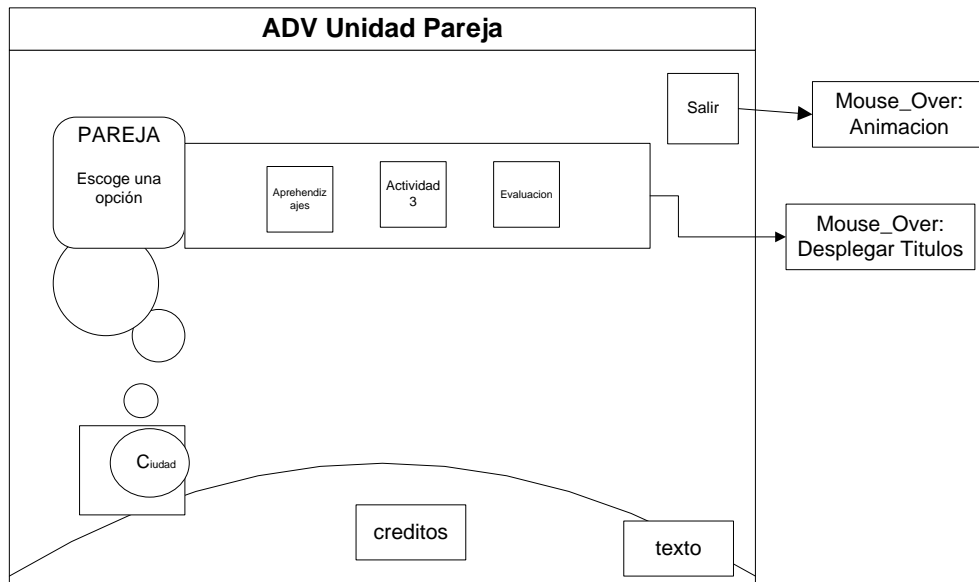 ADV Unidad Pareja
Salir
Mouse_Over:
Animacion
PAREJA
Escoge una
opción
Aprehendiz
ajes
Actividad
3
Evaluacion
Mouse_Over:
Desplegar Titulos
Ciudad
creditos
texto